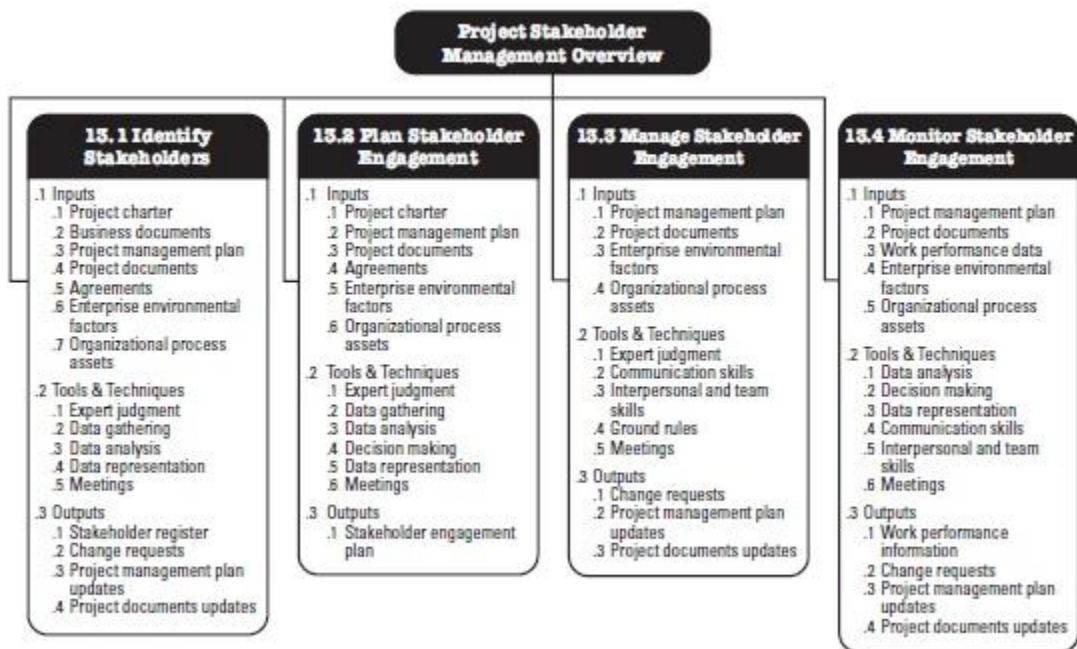 Project Stakeholder
Management Overview
13.1 Identify
Stakeholders
.1 Inputs
.1 Project charter
.2 Business documents
.3 Project management plan
.4 Project documents
.5 Agreements
.6 Enterprise environmental
factors
.7 Organizational process
assets
.2 Tools & Techniques
.1 Expert judgment
.2 Data gathering
.3 Data analysis
.4 Data representation
.5 Meetings
.3 Outputs
.1 Stakeholder register
.2 Change requests
.3 Project management plan
updates
.4 Project documents updates
13.2 Plan Stakeholder
Engagement
.1 Inputs
.1 Project charter
.2 Project management plan
.3 Project documents
.4 Agreements
.5 Enterprise environmental
factors
.6 Organizational process
assets
.2 Tools & Techniques
.1 Expert judgment
.2 Data gathering
.3 Data analysis
.4 Decision making
.5 Data representation
.6 Meetings
.3 Outputs
.1 Stakeholder engagement
plan
13.3 Manage Stakeholder
Engagement
.1 Inputs
.1 Project management plan
.2 Project documents
.3 Enterprise environmental
factors
.4 Organizational process
assets
.2 Tools & Techniques
.1 Expert judgment
.2 Communication skills
.3 Interpersonal and team
skills
.4 Ground rules
.5 Meetings
.3 Outputs
.1 Change requests
.2 Project management plan
updates
.3 Project documents updates
13.4 Monitor Stakeholder
Engagement
.1 Inputs
.1 Project management plan
.2 Project documents
.3 Work performance data
.4 Enterprise environmental
factors
.5 Organizational process
assets
.2 Tools & Techniques
.1 Data analysis
.2 Decision making
.3 Data representation
.4 Communication skills
.5 Interpersonal and team
skills
.6 Meetings
.3 Outputs
.1 Work performance
information
.2 Change requests
.3 Project management plan
updates
.4 Project documents updates